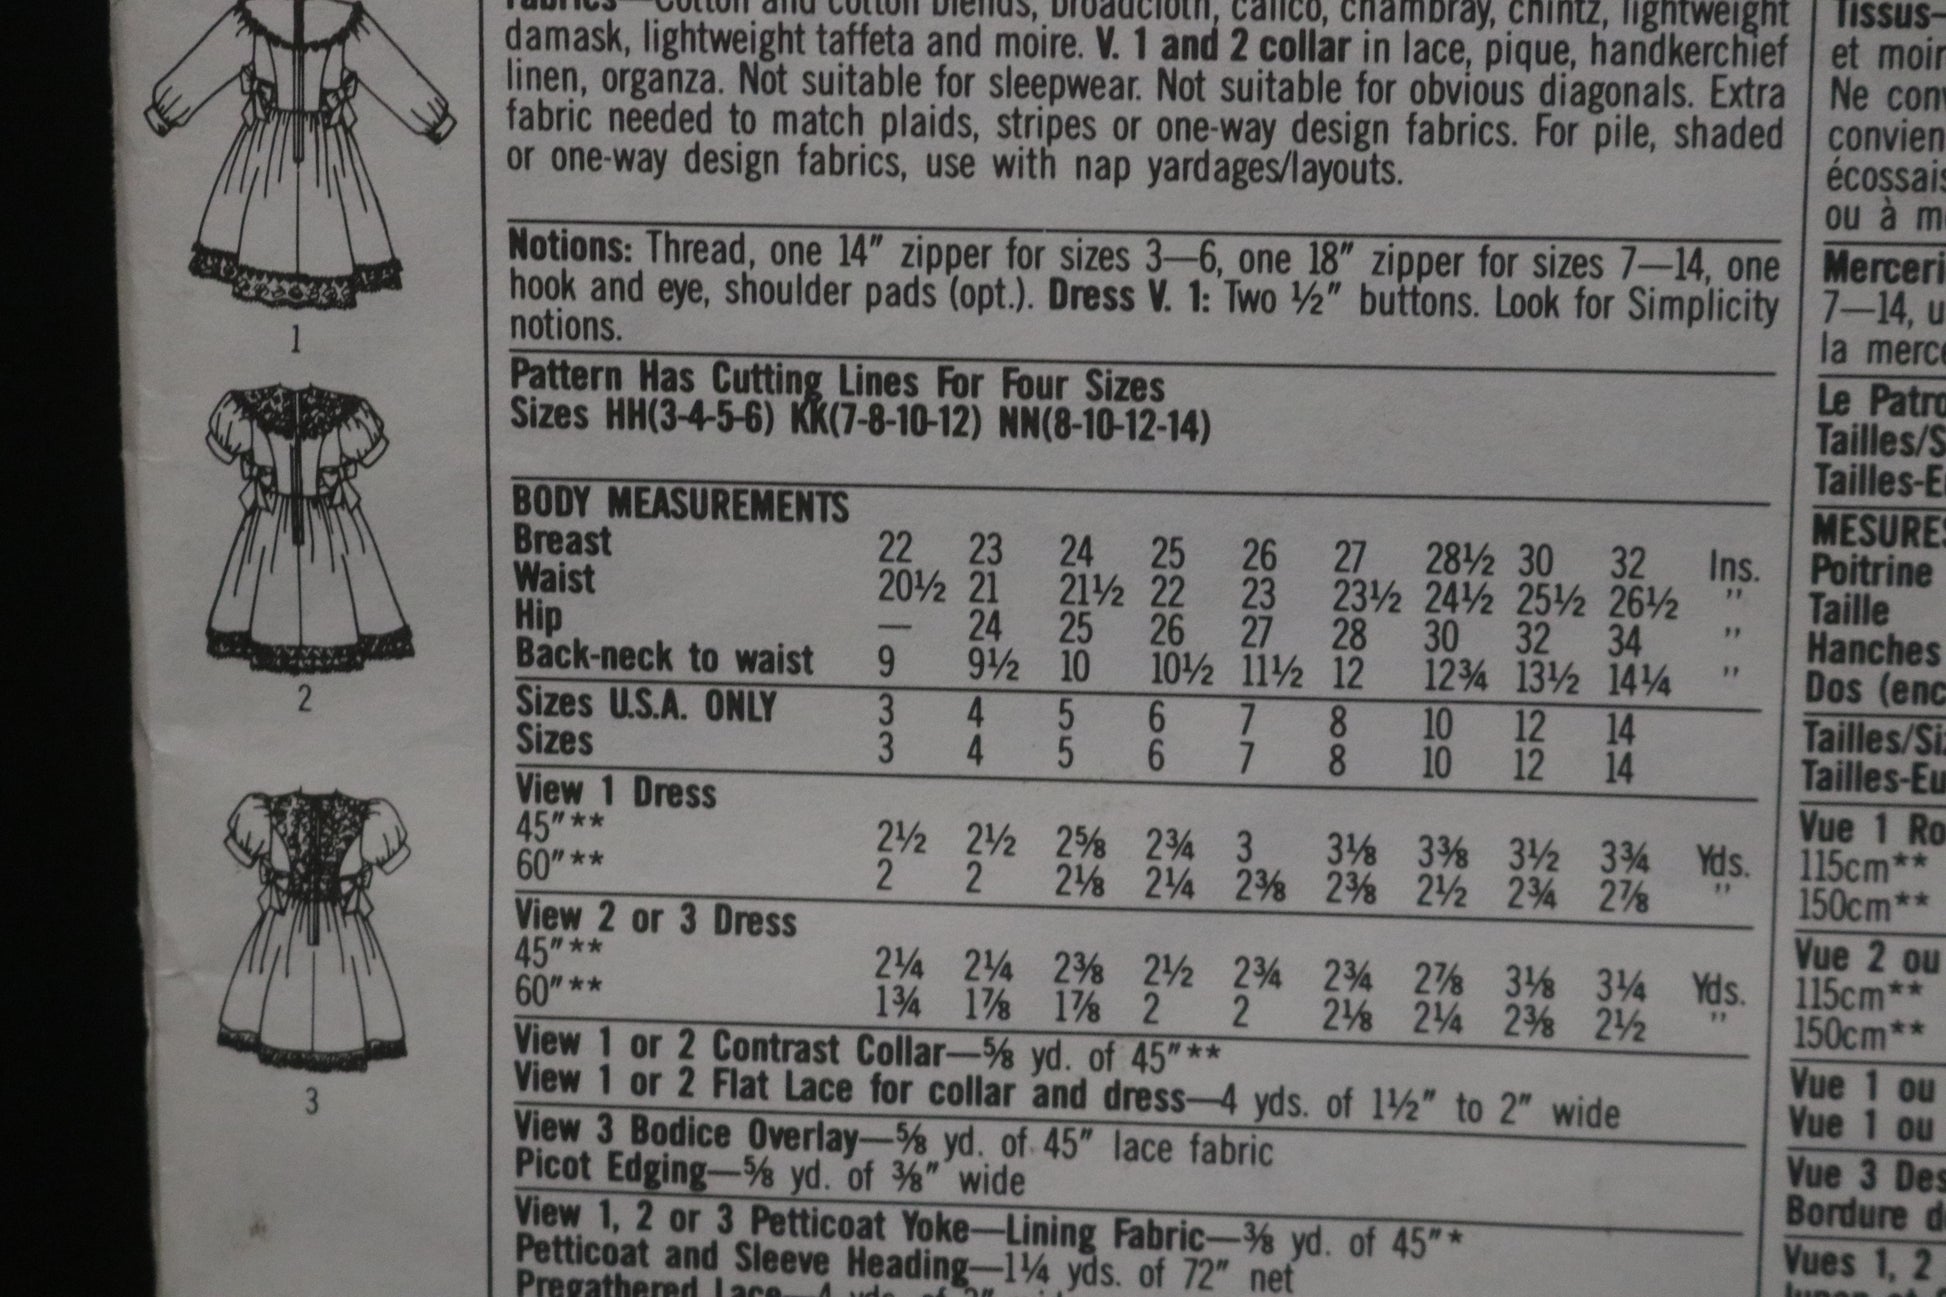 Fabrics—Cotton and cotton blends, broadcloth, calico, chambray, chintz, lightweight
damask, lightweight taffeta and moire. V. 1 and 2 collar in lace, pique, handkerchief
linen, organza. Not suitable for sleepwear. Not suitable for obvious diagonals. Extra
fabric needed to match plaids, stripes or one-way design fabrics. For pile, shaded
or one-way design fabrics, use with nap yardages/layouts.
Notions: Thread, one 14" zipper for sizes 3—6, one 18" zipper for sizes 7—14, one
hook and eye, shoulder pads (opt.). Dress V. 1: Two ½" buttons. Look for Simplicity
notions.
Pattern Has Cutting Lines For Four Sizes
Sizes HH(3-4-5-6) KK(7-8-10-12) NN(8-10-12-14)
BODY MEASUREMENTS
Breast 22 23 24 25 26 27 28½ 30 32 Ins.
Waist 20½ 21 21½ 22 23 23½ 24½ 25½ 26½ "
Hip — 24 25 26 27 28 30 32 34 "
Back-neck to waist 9 9½ 10 10½ 11½ 12 12¾ 13½ 14¼ "
Sizes U.S.A. ONLY 3 4 5 6 7 8 10 12 14
Sizes 3 4 5 6 7 8 10 12 14
View 1 Dress
45"** 2½ 2½ 2⅝ 2¾ 3 3⅛ 3⅜ 3½ 3¾ Yds.
60"** 2 2 2⅛ 2¼ 2⅜ 2⅜ 2½ 2¾ 2⅞ "
View 2 or 3 Dress
45"** 2¼ 2¼ 2⅜ 2½ 2¾ 2¾ 2⅞ 3⅛ 3¼ Yds.
60"** 1¾ 1⅞ 1⅞ 2 2 2⅛ 2¼ 2⅜ 2½ "
View 1 or 2 Contrast Collar—⅝ yd. of 45"**
View 1 or 2 Flat Lace for collar and dress—4 yds. of 1½" to 2" wide
View 3 Bodice Overlay—⅝ yd. of 45" lace fabric
Picot Edging—⅝ yd. of ⅜" wide
View 1, 2 or 3 Petticoat Yoke—Lining Fabric—⅜ yd. of 45"*
Petticoat and Sleeve Heading—1¼ yds. of 72" net
Pregathered Lace—4 yds. of
1
2
3
Tissus—
et moir
Ne conv
convien
écossais
ou à m
Merceri
7—14, u
la merce
Le Patro
Tailles/S
Tailles-E
MESURES
Poitrine
Taille
Hanches
Dos (enc
Tailles/Si
Tailles-Eu
Vue 1 Ro
115cm**
150cm**
Vue 2 ou
115cm**
150cm**
Vue 1 ou
Vue 1 ou
Vue 3 Des
Bordure d
Vues 1, 2